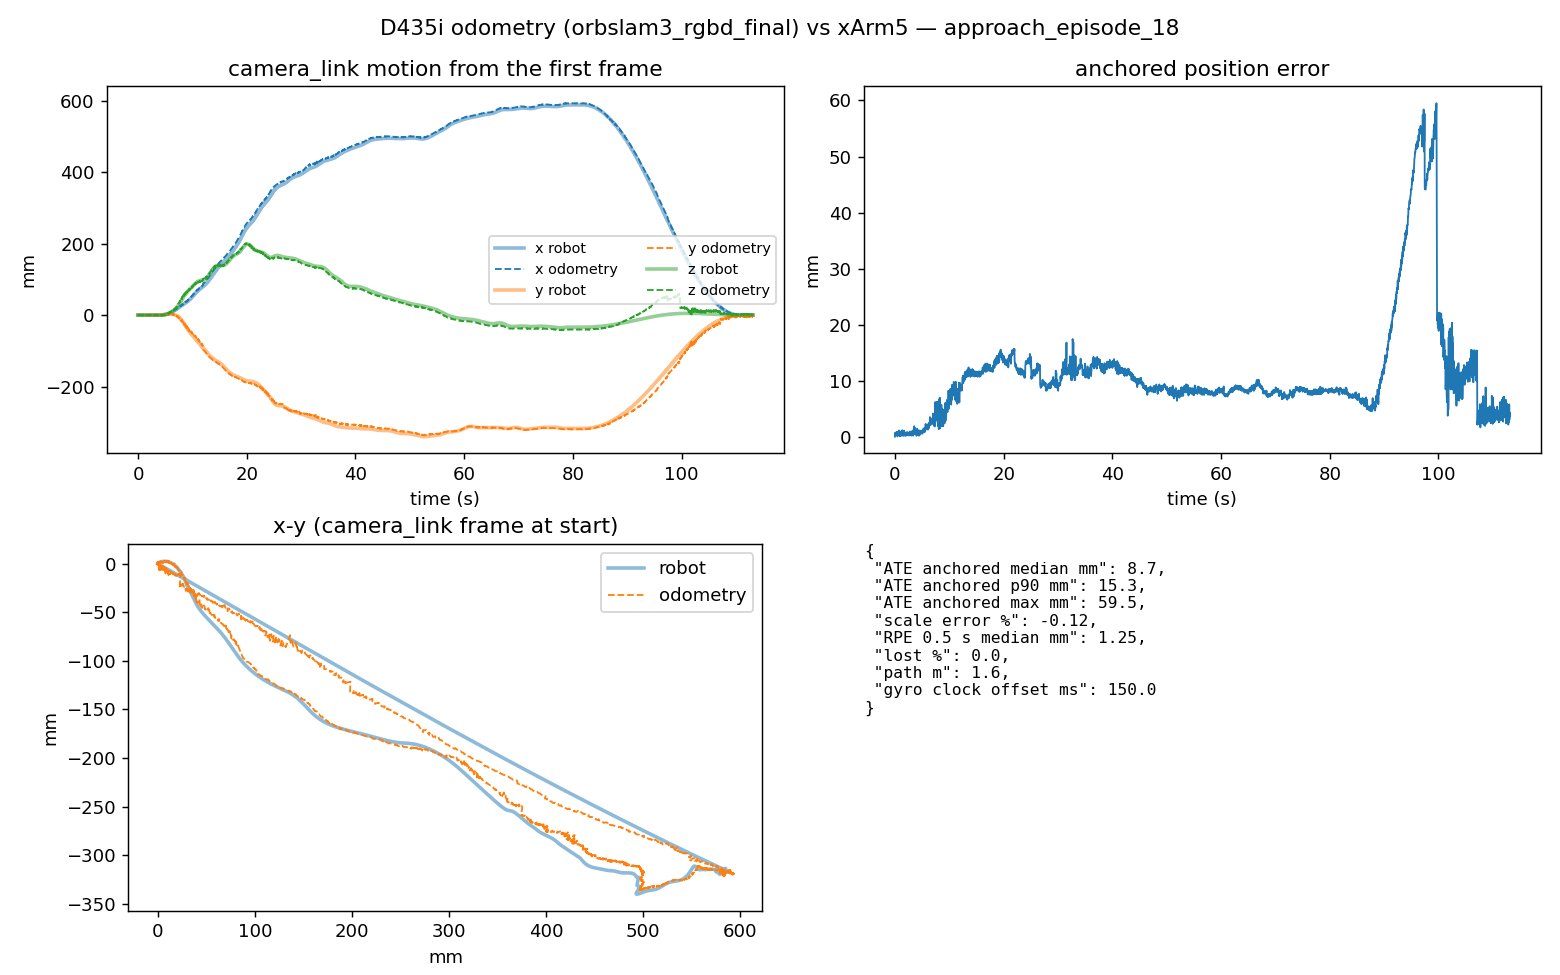 D435i odometry (orbslam3_rgbd_final) vs xArm5 — approach_episode_18
camera_link motion from the first frame
600
400
200
0
−200
mm
0
20
40
60
80
100
time (s)
x robot
x odometry
y robot
y odometry
z robot
z odometry
anchored position error
60
50
40
30
20
10
0
mm
0
20
40
60
80
100
time (s)
x-y (camera_link frame at start)
0
−50
−100
−150
−200
−250
−300
−350
mm
0
100
200
300
400
500
600
mm
robot
odometry
{
"ATE anchored median mm": 8.7,
"ATE anchored p90 mm": 15.3,
"ATE anchored max mm": 59.5,
"scale error %": -0.12,
"RPE 0.5 s median mm": 1.25,
"lost %": 0.0,
"path m": 1.6,
"gyro clock offset ms": 150.0
}